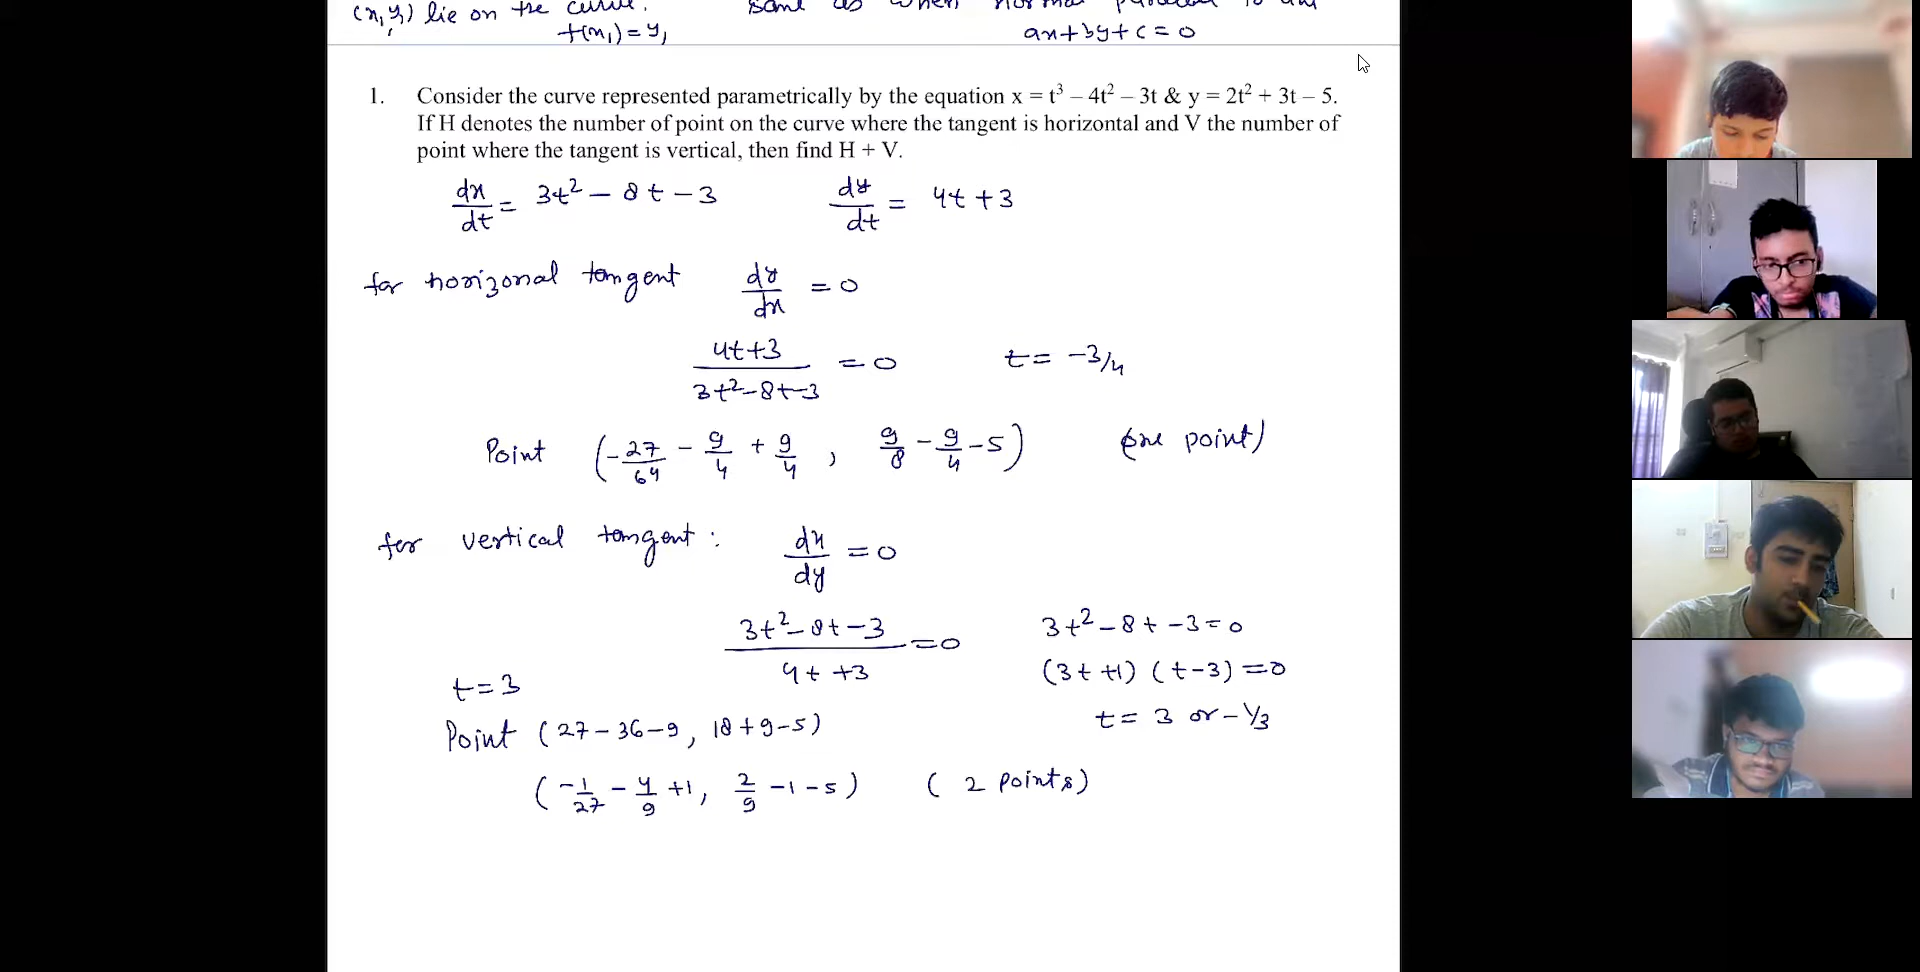 (x₁y₁) lie on the curve. same as when normal
f(x₁) = y₁ ax+by+c=0
1. Consider the curve represented parametrically by the equation x = t³ – 4t² – 3t & y = 2t² + 3t – 5.
If H denotes the number of point on the curve where the tangent is horizontal and V the number of
point where the tangent is vertical, then find H + V.
dx/dt = 3t² – 8t – 3 dy/dt = 4t + 3
for horizonal tangent dy/dx = 0
4t+3/3t²–8t–3 = 0 t = –3/4
Point (–27/64 – 9/4 + 9/4, 9/8 – 9/4 – 5) (one point)
for vertical tangent: dx/dy = 0
3t²–8t–3/4t+3 = 0 3t²–8t–3=0
(3t+1)(t–3)=0
t=3 t = 3 or –1/3
Point (27–36–9, 18+9–5)
(–1/27 – 4/9 +1, 2/9 –1–5) (2 points)